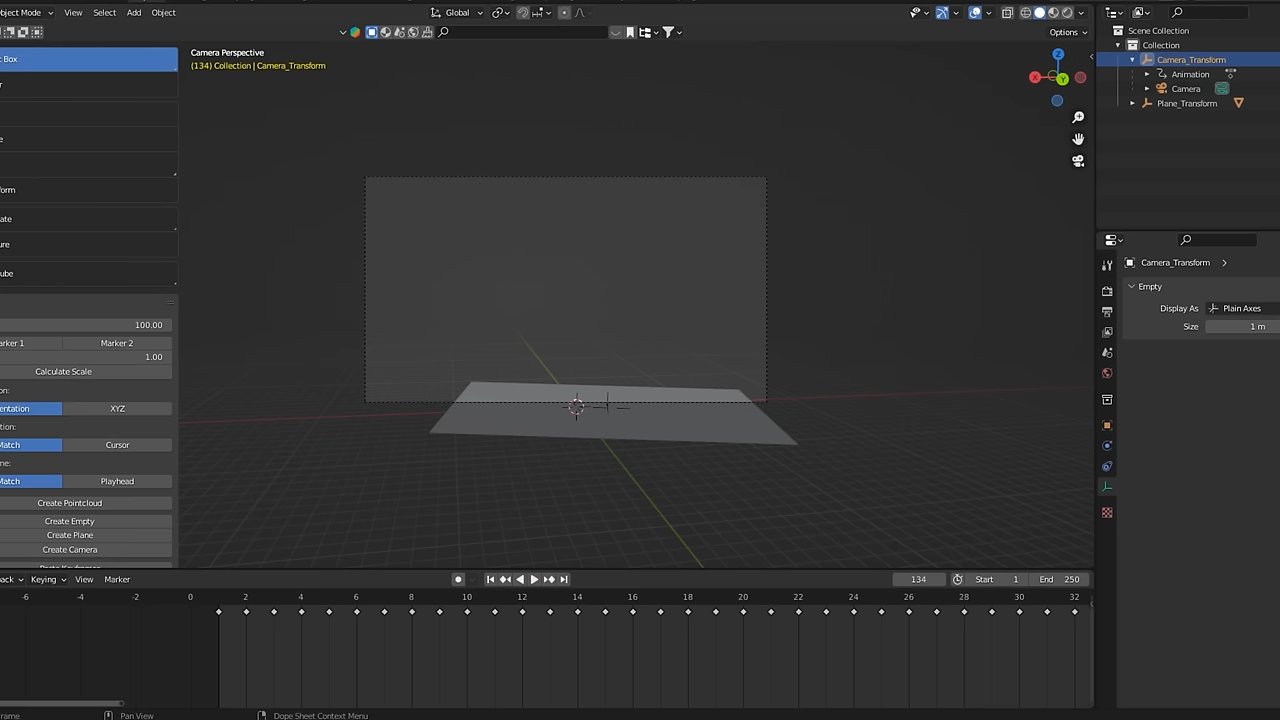 bject Mode View Select Add Object Global
Options
Camera Perspective
(134) Collection | Camera_Transform
t Box
r
e
orm
ate
ure
ube
100.00
arker 1 Marker 2
1.00
Calculate Scale
on:
entation XYZ
tion:
Match Cursor
ne:
Match Playhead
Create Pointcloud
Create Empty
Create Plane
Create Camera
X
Z
Y
Scene Collection
Collection
Camera_Transform
Animation
Camera
Plane_Transform
Camera_Transform
Empty
Display As Plain Axes
Size 1 m
back Keying View Marker 134 Start 1 End 250
-6 -4 -2 0 2 4 6 8 10 12 14 16 18 20 22 24 26 28 30 32
rame Pan View Dope Sheet Context Menu